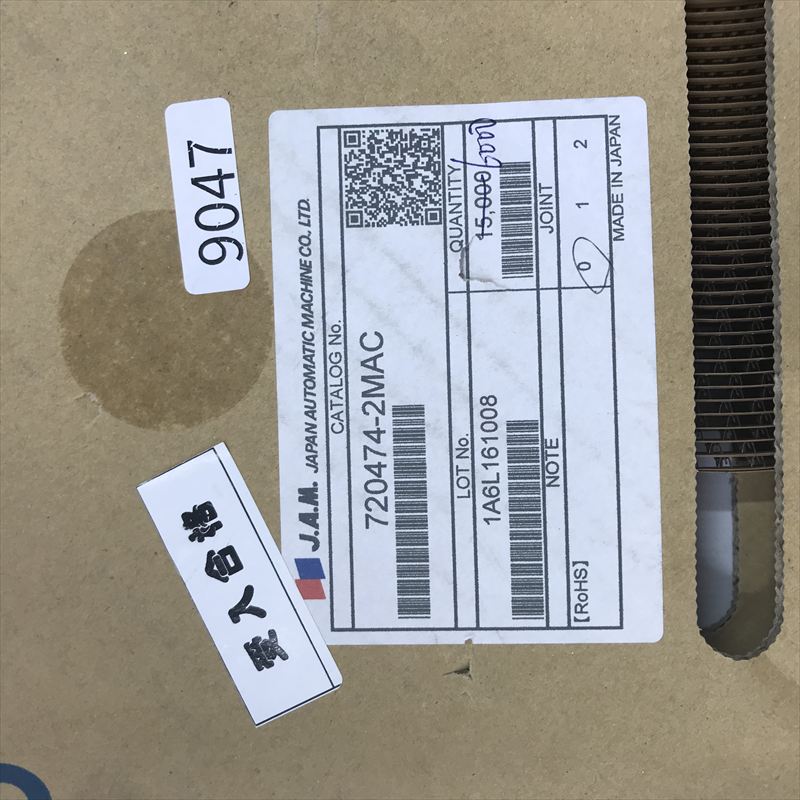 9047
受入合格
J.A.M. JAPAN AUTOMATIC MACHINE CO., LTD.
CATALOG No.
720474-2MAC
LOT No.
1A6L161008
QUANTITY
15,000
NOTE
JOINT
【RoHS】
0 1 2
MADE IN JAPAN